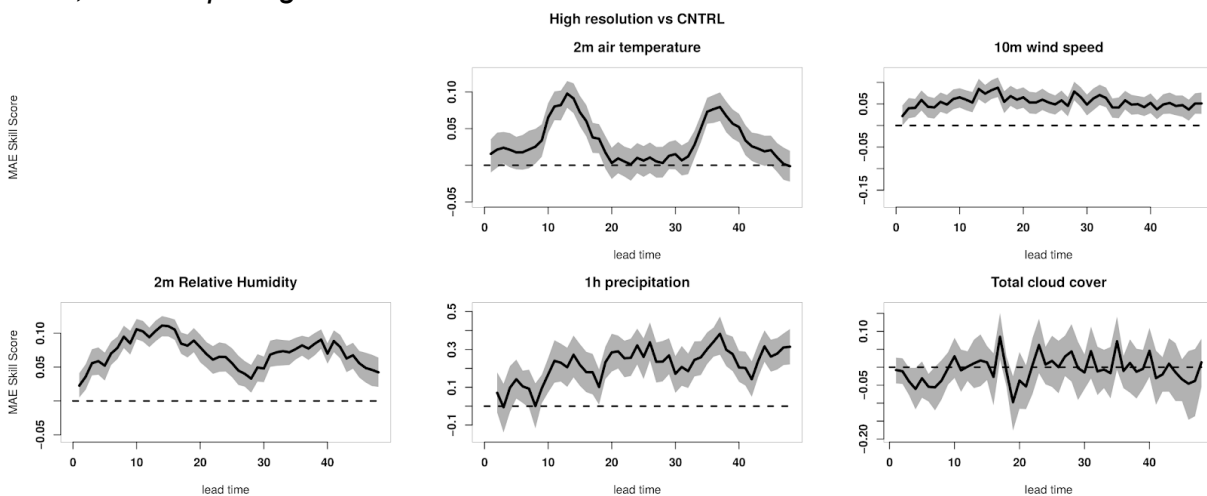 High resolution vs CNTRL
2m air temperature
10m wind speed
MAE Skill Score
0.10
0.05
-0.05
0 10 20 30 40
lead time
0.05
-0.05
-0.15
0 10 20 30 40
lead time
2m Relative Humidity
1h precipitation
Total cloud cover
MAE Skill Score
0.10
0.05
-0.05
0 10 20 30 40
lead time
0.5
0.3
0.1
-0.1
0 10 20 30 40
lead time
0.10
-0.05
-0.20
0 10 20 30 40
lead time